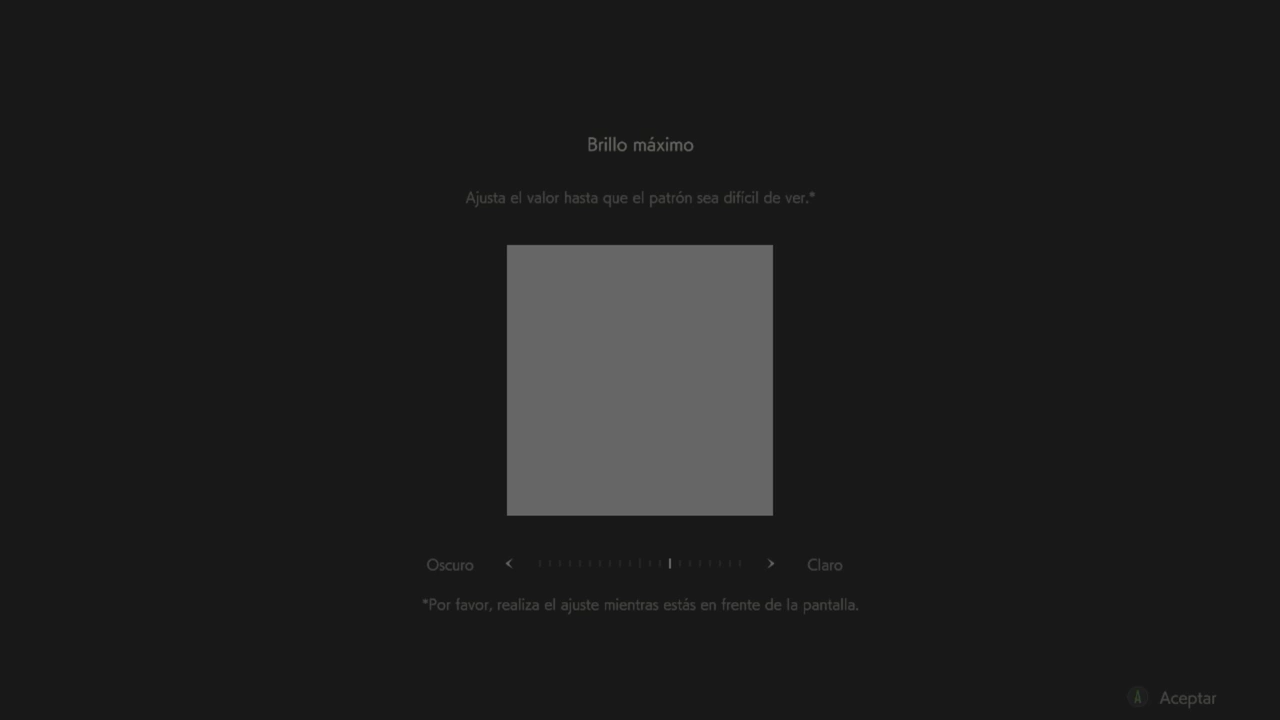 Brillo máximo
Ajusta el valor hasta que el patrón sea difícil de ver.*
Oscuro < > Claro
*Por favor, realiza el ajuste mientras estás en frente de la pantalla.
A Aceptar